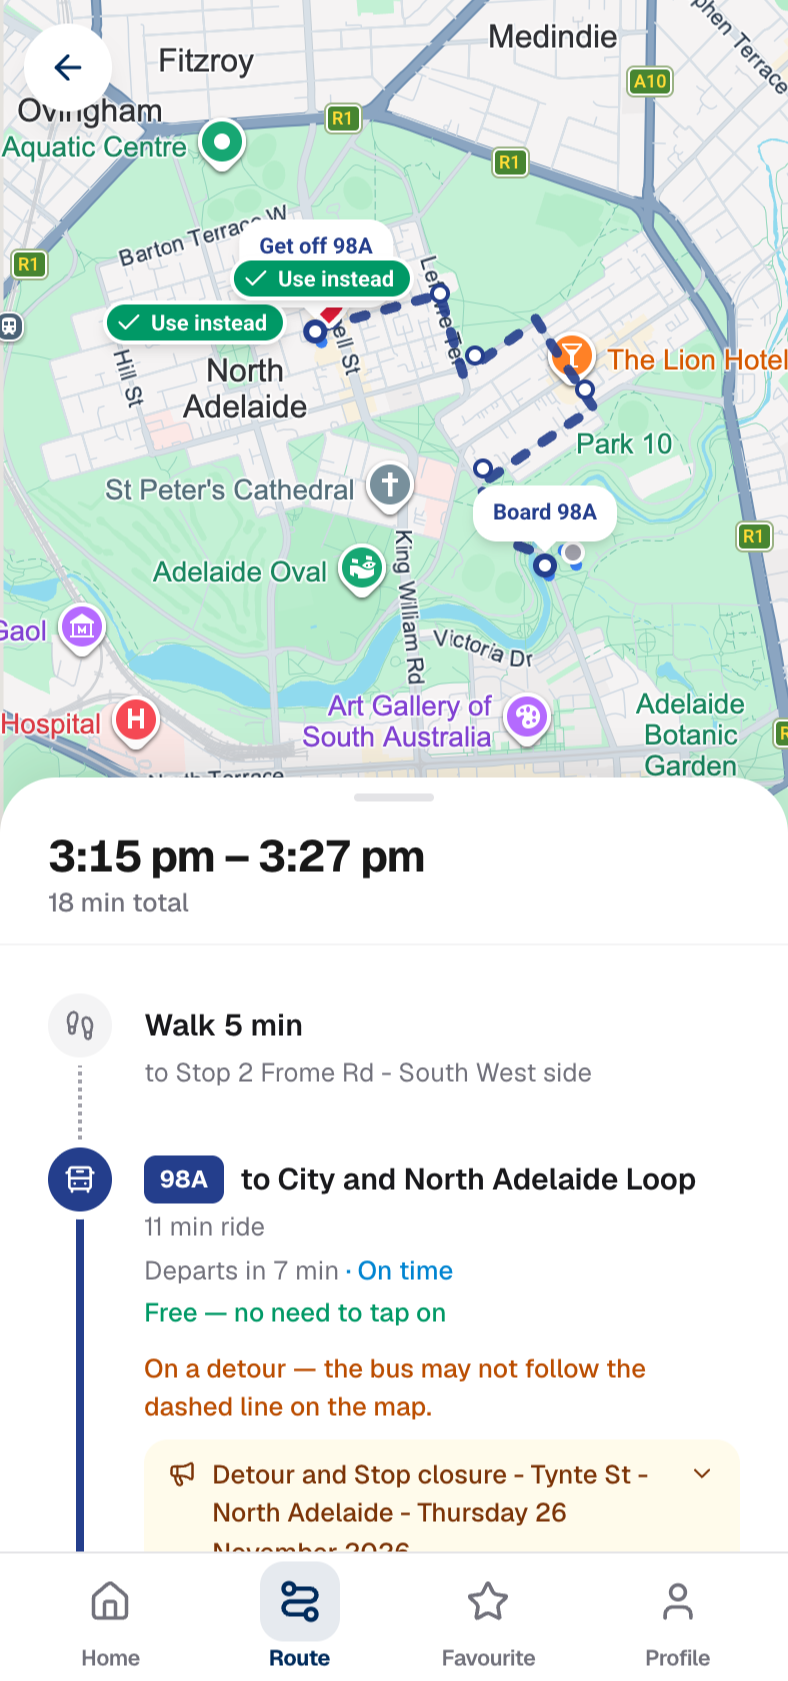 Medindie
Fitzroy
phen Terrace
A10
Ovingham
R1
Aquatic Centre
R1
Barton Terrace W
Get off 98A
R1
Use instead
Use instead
Hill St
ell St
North
Adelaide
The Lion Hotel
Park 10
St Peter's Cathedral
Board 98A
R1
King William Rd
Adelaide Oval
Gaol
Victoria Dr
Art Gallery of
South Australia
Hospital
H
Adelaide
Botanic
Garden
3:15 pm – 3:27 pm
18 min total
Walk 5 min
to Stop 2 Frome Rd - South West side
98A to City and North Adelaide Loop
11 min ride
Departs in 7 min · On time
Free — no need to tap on
On a detour — the bus may not follow the
dashed line on the map.
Detour and Stop closure - Tynte St -
North Adelaide - Thursday 26
November 2026
Home
Route
Favourite
Profile